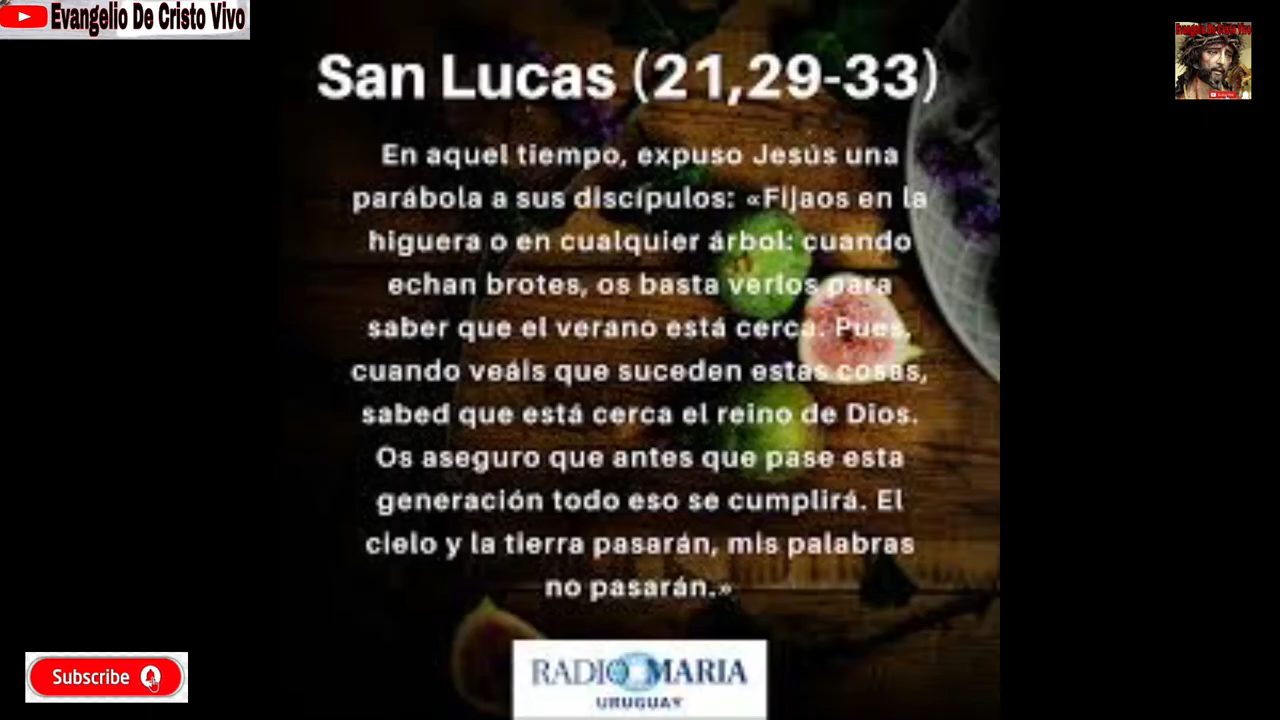 Evangelio De Cristo Vivo
San Lucas (21,29-33)
En aquel tiempo, expuso Jesús una
parábola a sus discípulos: «Fijaos en la
higuera o en cualquier árbol: cuando
echan brotes, os basta verlos para
saber que el verano está cerca. Pues,
cuando veáis que suceden estas cosas,
sabed que está cerca el reino de Dios.
Os aseguro que antes que pase esta
generación todo eso se cumplirá. El
cielo y la tierra pasarán, mis palabras
no pasarán.»
Subscribe
RADIO MARIA
URUGUAY
Evangelio De Cristo Vivo